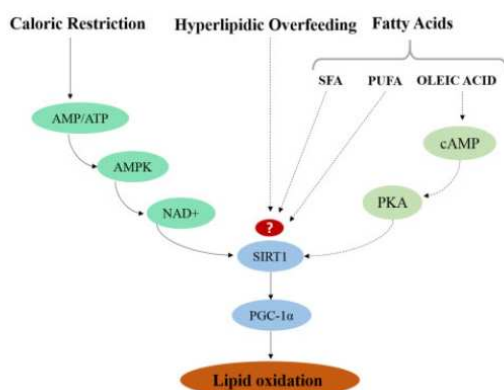 Caloric Restriction Hyperlipidic Overfeeding Fatty Acids
SFA PUFA OLEIC ACID
AMP/ATP
cAMP
AMPK
PKA
NAD+
?
SIRT1
PGC-1α
Lipid oxidation